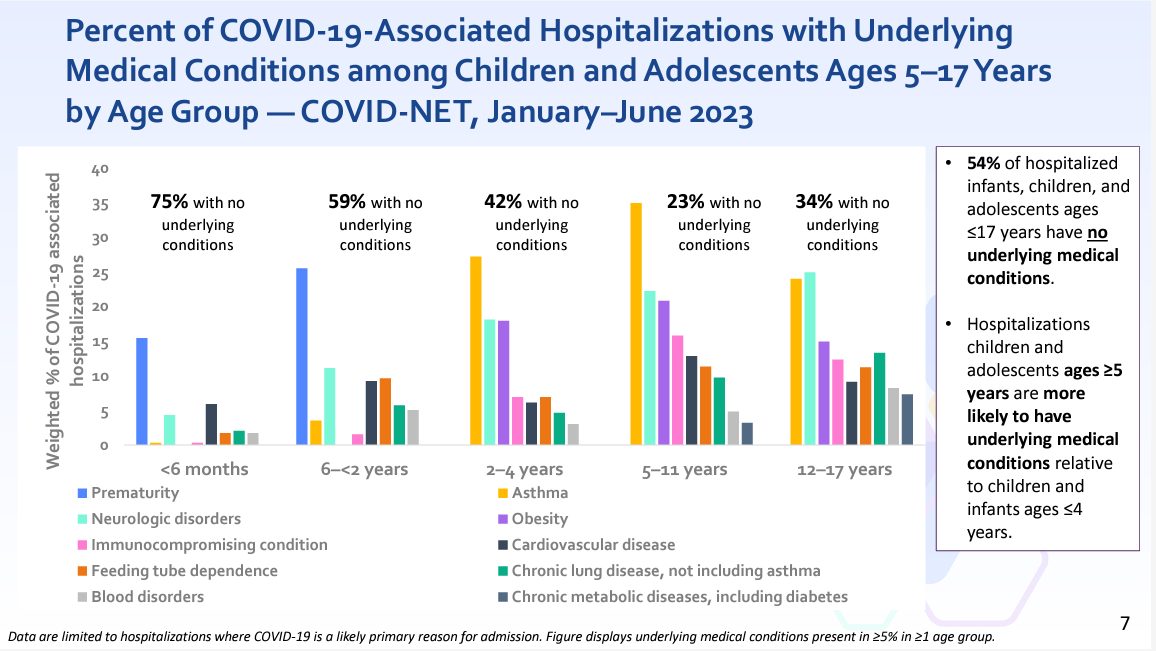 Percent of COVID-19-Associated Hospitalizations with Underlying
Medical Conditions among Children and Adolescents Ages 5–17 Years
by Age Group — COVID-NET, January–June 2023
Weighted % of COVID-19 associated
hospitalizations
40
35
30
25
20
15
10
5
0
75% with no
underlying
conditions
59% with no
underlying
conditions
42% with no
underlying
conditions
23% with no
underlying
conditions
34% with no
underlying
conditions
<6 months
6–<2 years
2–4 years
5–11 years
12–17 years
Prematurity
Asthma
Neurologic disorders
Obesity
Immunocompromising condition
Cardiovascular disease
Feeding tube dependence
Chronic lung disease, not including asthma
Blood disorders
Chronic metabolic diseases, including diabetes
• 54% of hospitalized
infants, children, and
adolescents ages
≤17 years have no
underlying medical
conditions.
• Hospitalizations
children and
adolescents ages ≥5
years are more
likely to have
underlying medical
conditions relative
to children and
infants ages ≤4
years.
7
Data are limited to hospitalizations where COVID-19 is a likely primary reason for admission. Figure displays underlying medical conditions present in ≥5% in ≥1 age group.